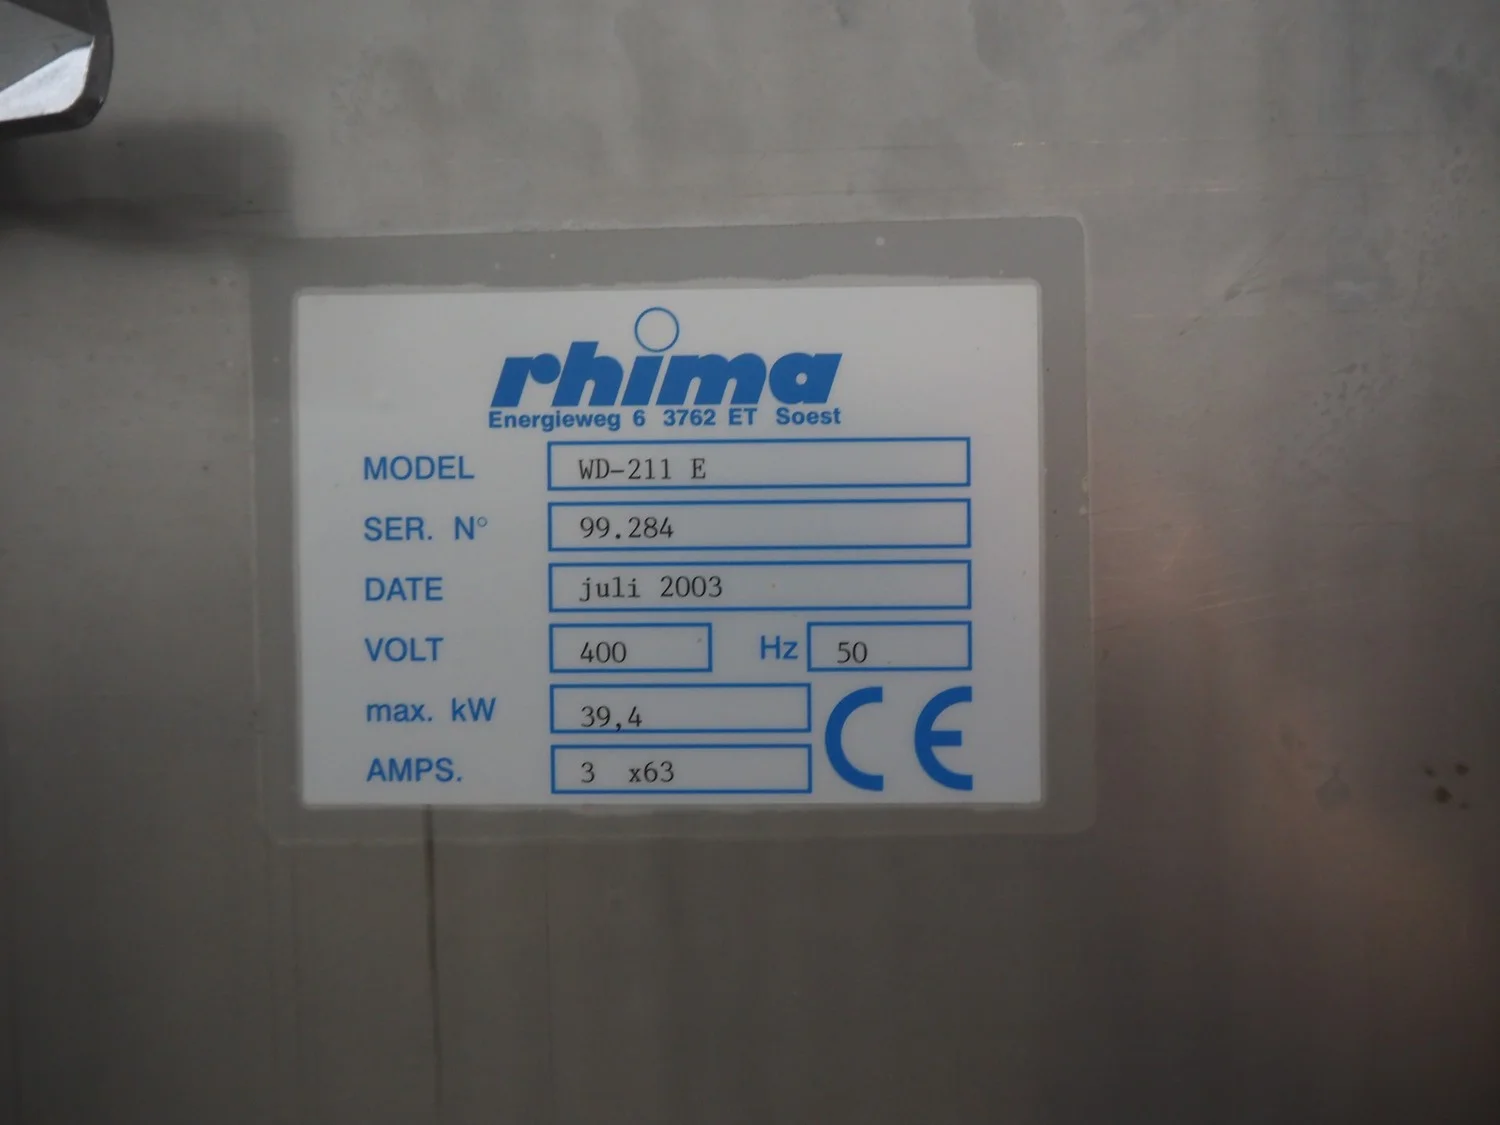 rhima
Energieweg 6 3762 ET Soest
MODEL WD-211 E
SER. N° 99.284
DATE juli 2003
VOLT 400 Hz 50
max. kW 39,4
AMPS. 3 x63
CE